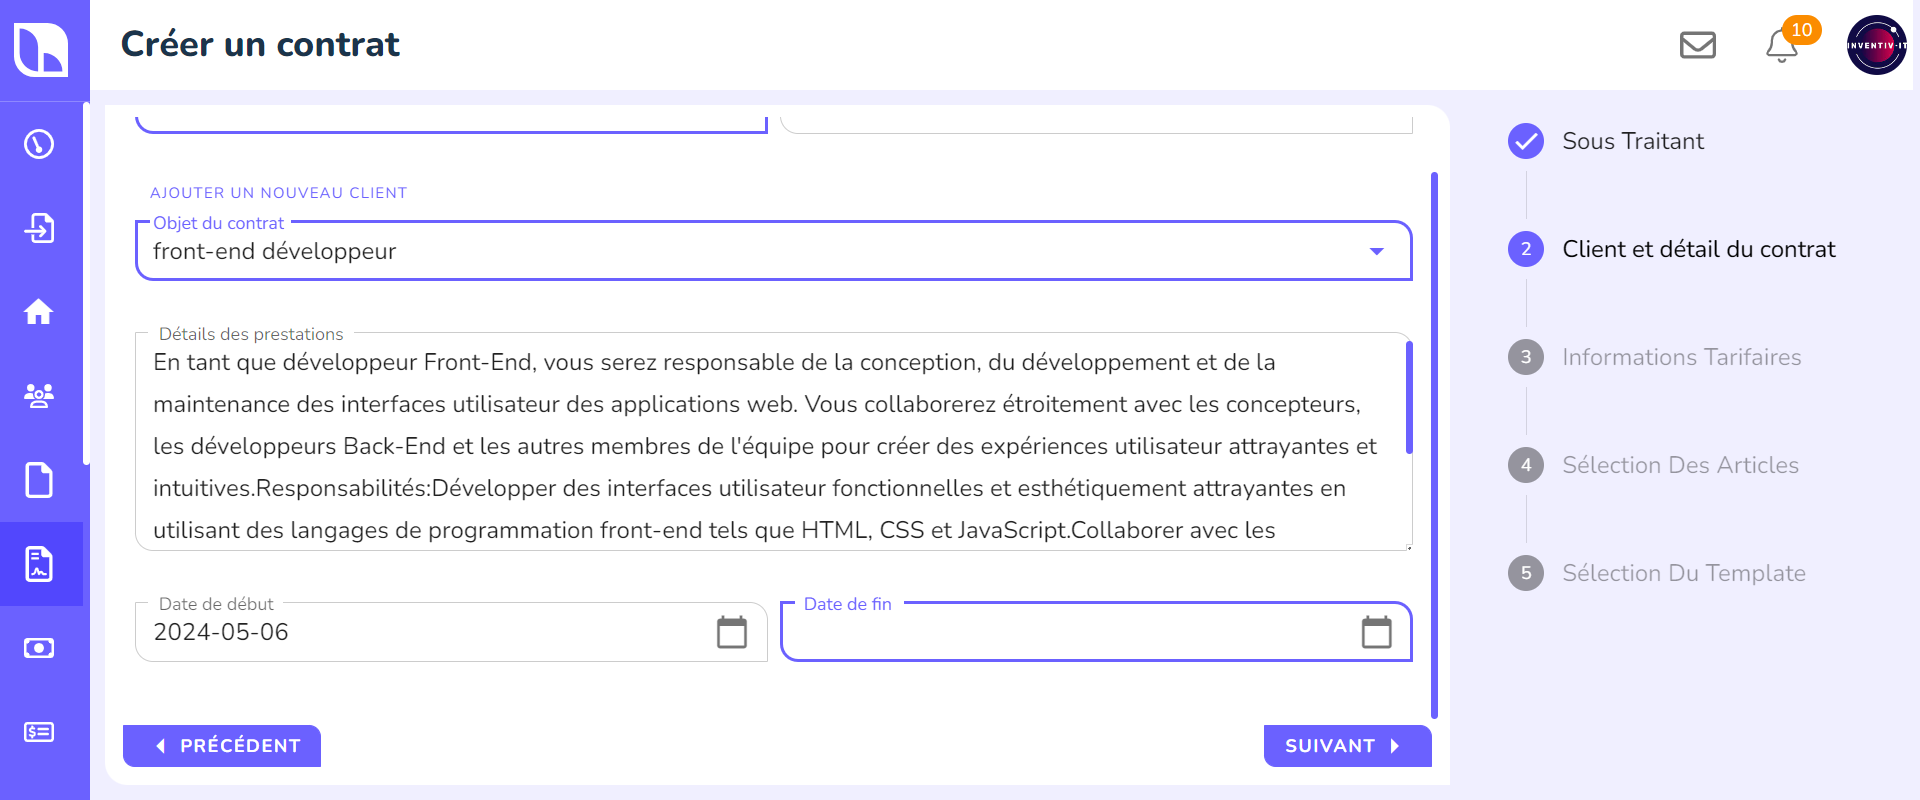 Créer un contrat
10
INVENTIV-IT
AJOUTER UN NOUVEAU CLIENT
Objet du contrat
front-end développeur
Détails des prestations
En tant que développeur Front-End, vous serez responsable de la conception, du développement et de la
maintenance des interfaces utilisateur des applications web. Vous collaborerez étroitement avec les concepteurs,
les développeurs Back-End et les autres membres de l'équipe pour créer des expériences utilisateur attrayantes et
intuitives.Responsabilités:Développer des interfaces utilisateur fonctionnelles et esthétiquement attrayantes en
utilisant des langages de programmation front-end tels que HTML, CSS et JavaScript.Collaborer avec les
Date de début
2024-05-06
Date de fin
PRÉCÉDENT
SUIVANT
Sous Traitant
2 Client et détail du contrat
3 Informations Tarifaires
4 Sélection Des Articles
5 Sélection Du Template